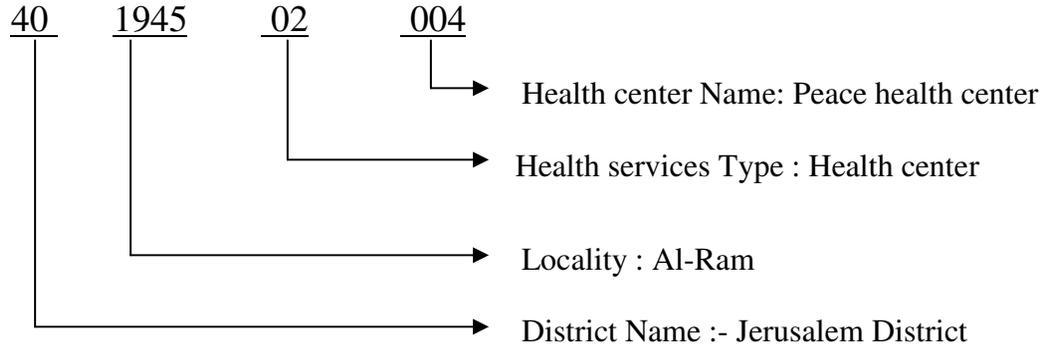 40 1945 02 004
Health center Name: Peace health center
Health services Type : Health center
Locality : Al-Ram
District Name :- Jerusalem District